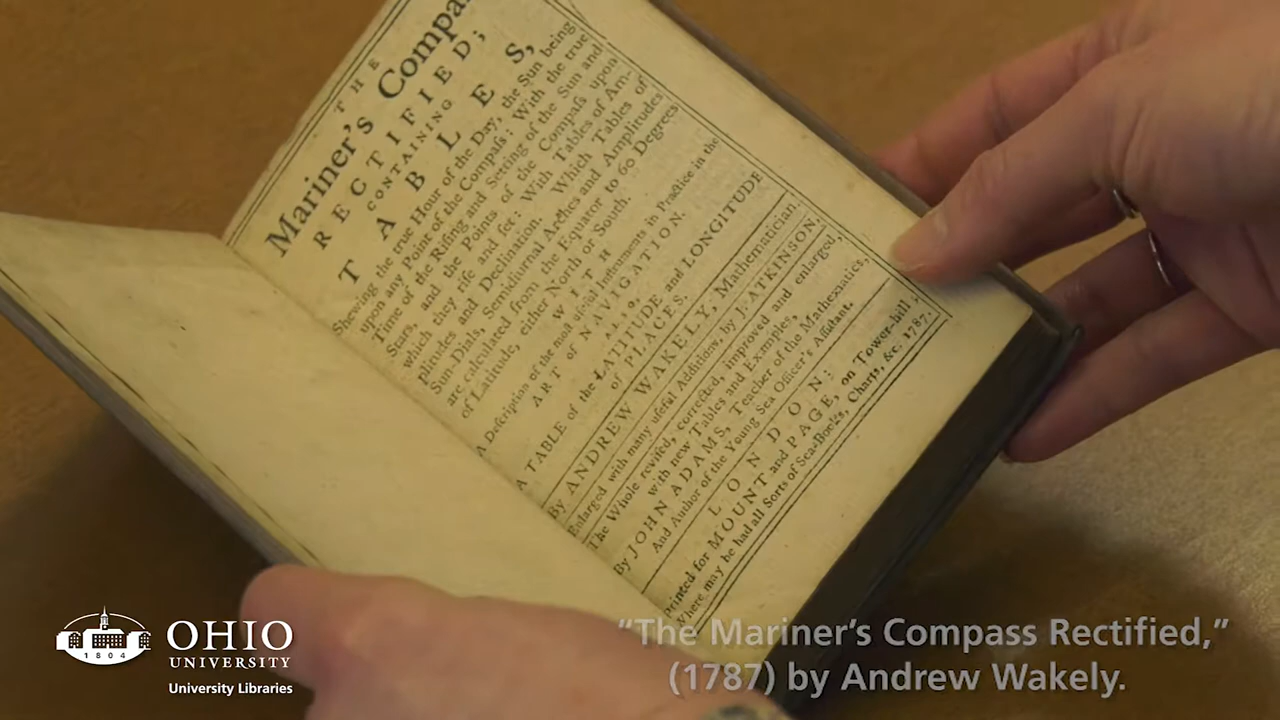 THE
Mariner's Compa
RECTIFIED;
CONTAINING
TABLES,
Shewing the true Hour of the Day, the Sun being
upon any Point of the Compaſs: With the true
Time of the Riſing and Setting of the Sun and
Stars, and the Points of the Compaſs upon
which they riſe and ſet: With Tables of Am-
plitudes and Declination. Which Tables of
Sun-Dials, Semidiurnal Arches and Amplitudes
are calculated from the Equator to 60 Degrees
of Latitude, either North or South.
WITH
A Deſcription of the moſt uſeful Inſtruments in Practice in the
ART of NAVIGATION.
ALSO,
A TABLE of the LATITUDE and LONGITUDE
of PLACES.
By ANDREW WAKELY, Mathematician,
Enlarged with many uſeful Additions, by J. ATKINSON,
The Whole reviſed, corrected, improved and enlarged,
with new Tables and Examples,
By JOHN ADAMS, Teacher of the Mathematics,
And Author of the Young Sea Officer's Aſſiſtant.
LONDON:
Printed for MOUNT and PAGE, on Tower-hill,
Where may be had all Sorts of Sea-Books, Charts, &c. 1787.
1804
OHIO
UNIVERSITY
University Libraries
“The Mariner’s Compass Rectified,”
(1787) by Andrew Wakely.